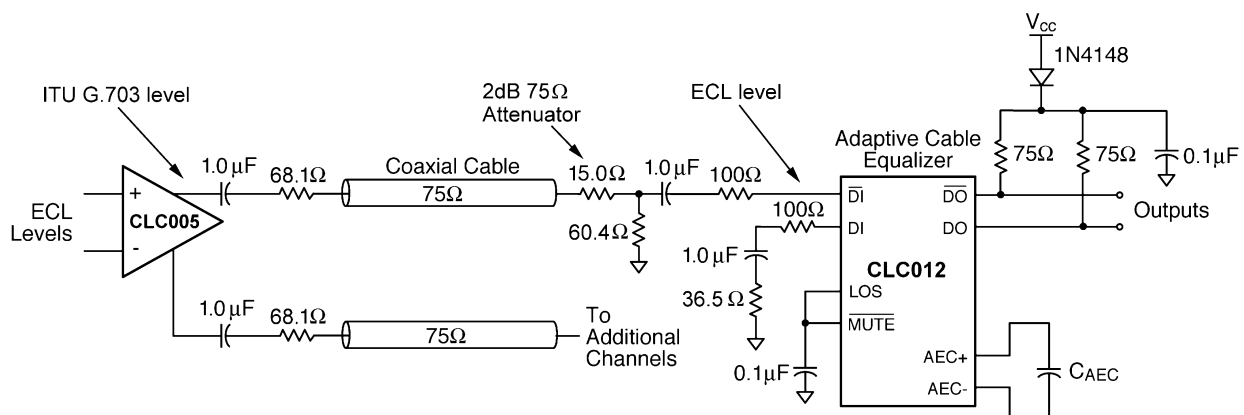 V_CC
1N4148
ITU G.703 level
2dB 75Ω
Attenuator
ECL level
Adaptive Cable
Equalizer
75Ω
75Ω
0.1µF
1.0 µF
68.1Ω
Coaxial Cable
75Ω
15.0Ω
1.0 µF
100Ω
+
CLC005
-
ECL
Levels
60.4Ω
100Ω
1.0 µF
36.5 Ω
DI
DI
LOS
MUTE
CLC012
DO
DO
Outputs
1.0 µF
68.1Ω
75Ω
To
Additional
Channels
0.1µF
AEC+
AEC-
C_AEC